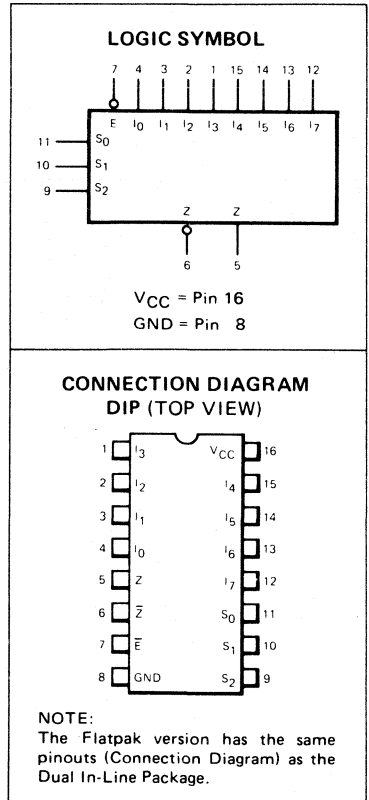 LOGIC SYMBOL
7 4 3 2 1 15 14 13 12
E I0 I1 I2 I3 I4 I5 I6 I7
11 S0
10 S1
9 S2
Z Z
6 5
VCC = Pin 16
GND = Pin 8
CONNECTION DIAGRAM
DIP (TOP VIEW)
1 I3 VCC 16
2 I2 I4 15
3 I1 I5 14
4 I0 I6 13
5 Z I7 12
6 Z̅ S0 11
7 E̅ S1 10
8 GND S2 9
NOTE:
The Flatpak version has the same
pinouts (Connection Diagram) as the
Dual In-Line Package.